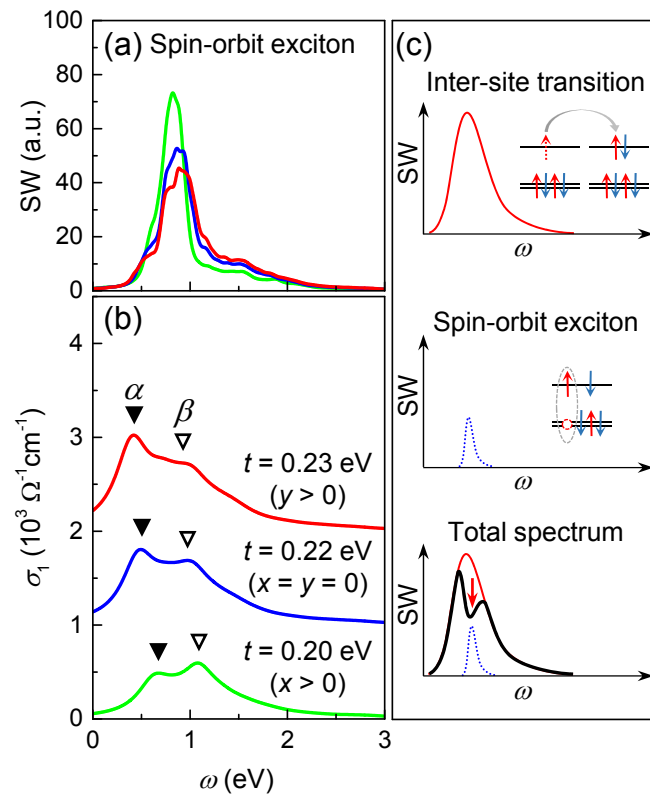 (a) Spin-orbit exciton
SW (a.u.)
100
80
60
40
20
0
(b)
σ₁ (10³ Ω⁻¹cm⁻¹)
4
3
2
1
0
α
β
t = 0.23 eV
(y > 0)
t = 0.22 eV
(x = y = 0)
t = 0.20 eV
(x > 0)
0 1 2 3
ω (eV)
(c)
Inter-site transition
SW
ω
Spin-orbit exciton
SW
ω
Total spectrum
SW
ω